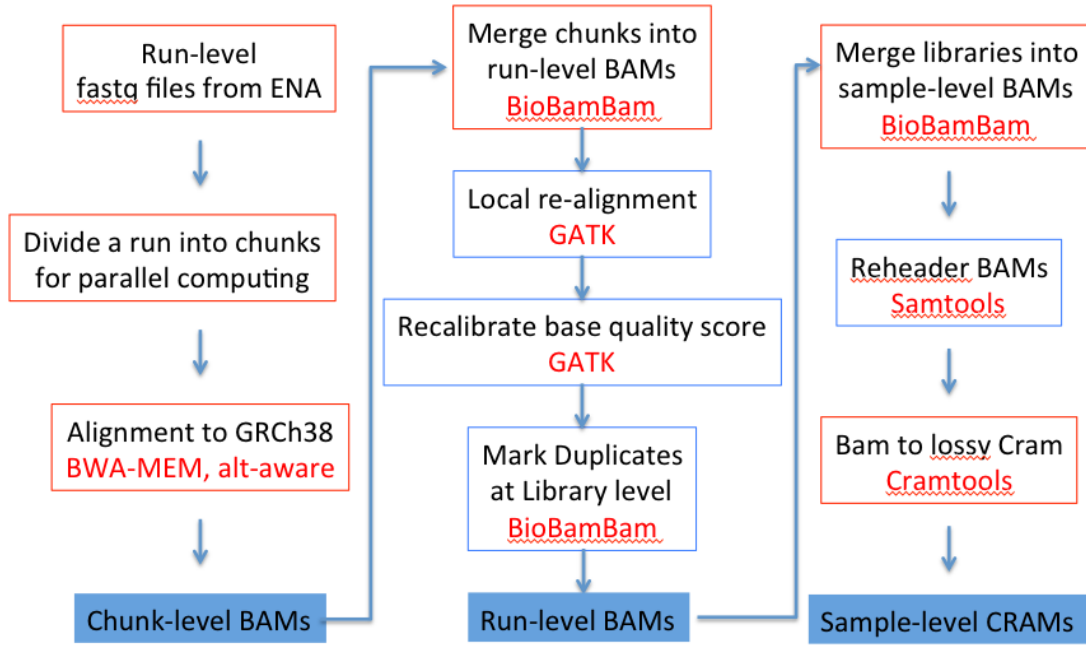 Run-level
fastq files from ENA
Divide a run into chunks
for parallel computing
Alignment to GRCh38
BWA-MEM, alt-aware
Chunk-level BAMs
Merge chunks into
run-level BAMs
BioBamBam
Local re-alignment
GATK
Recalibrate base quality score
GATK
Mark Duplicates
at Library level
BioBamBam
Run-level BAMs
Merge libraries into
sample-level BAMs
BioBamBam
Reheader BAMs
Samtools
Bam to lossy Cram
Cramtools
Sample-level CRAMs